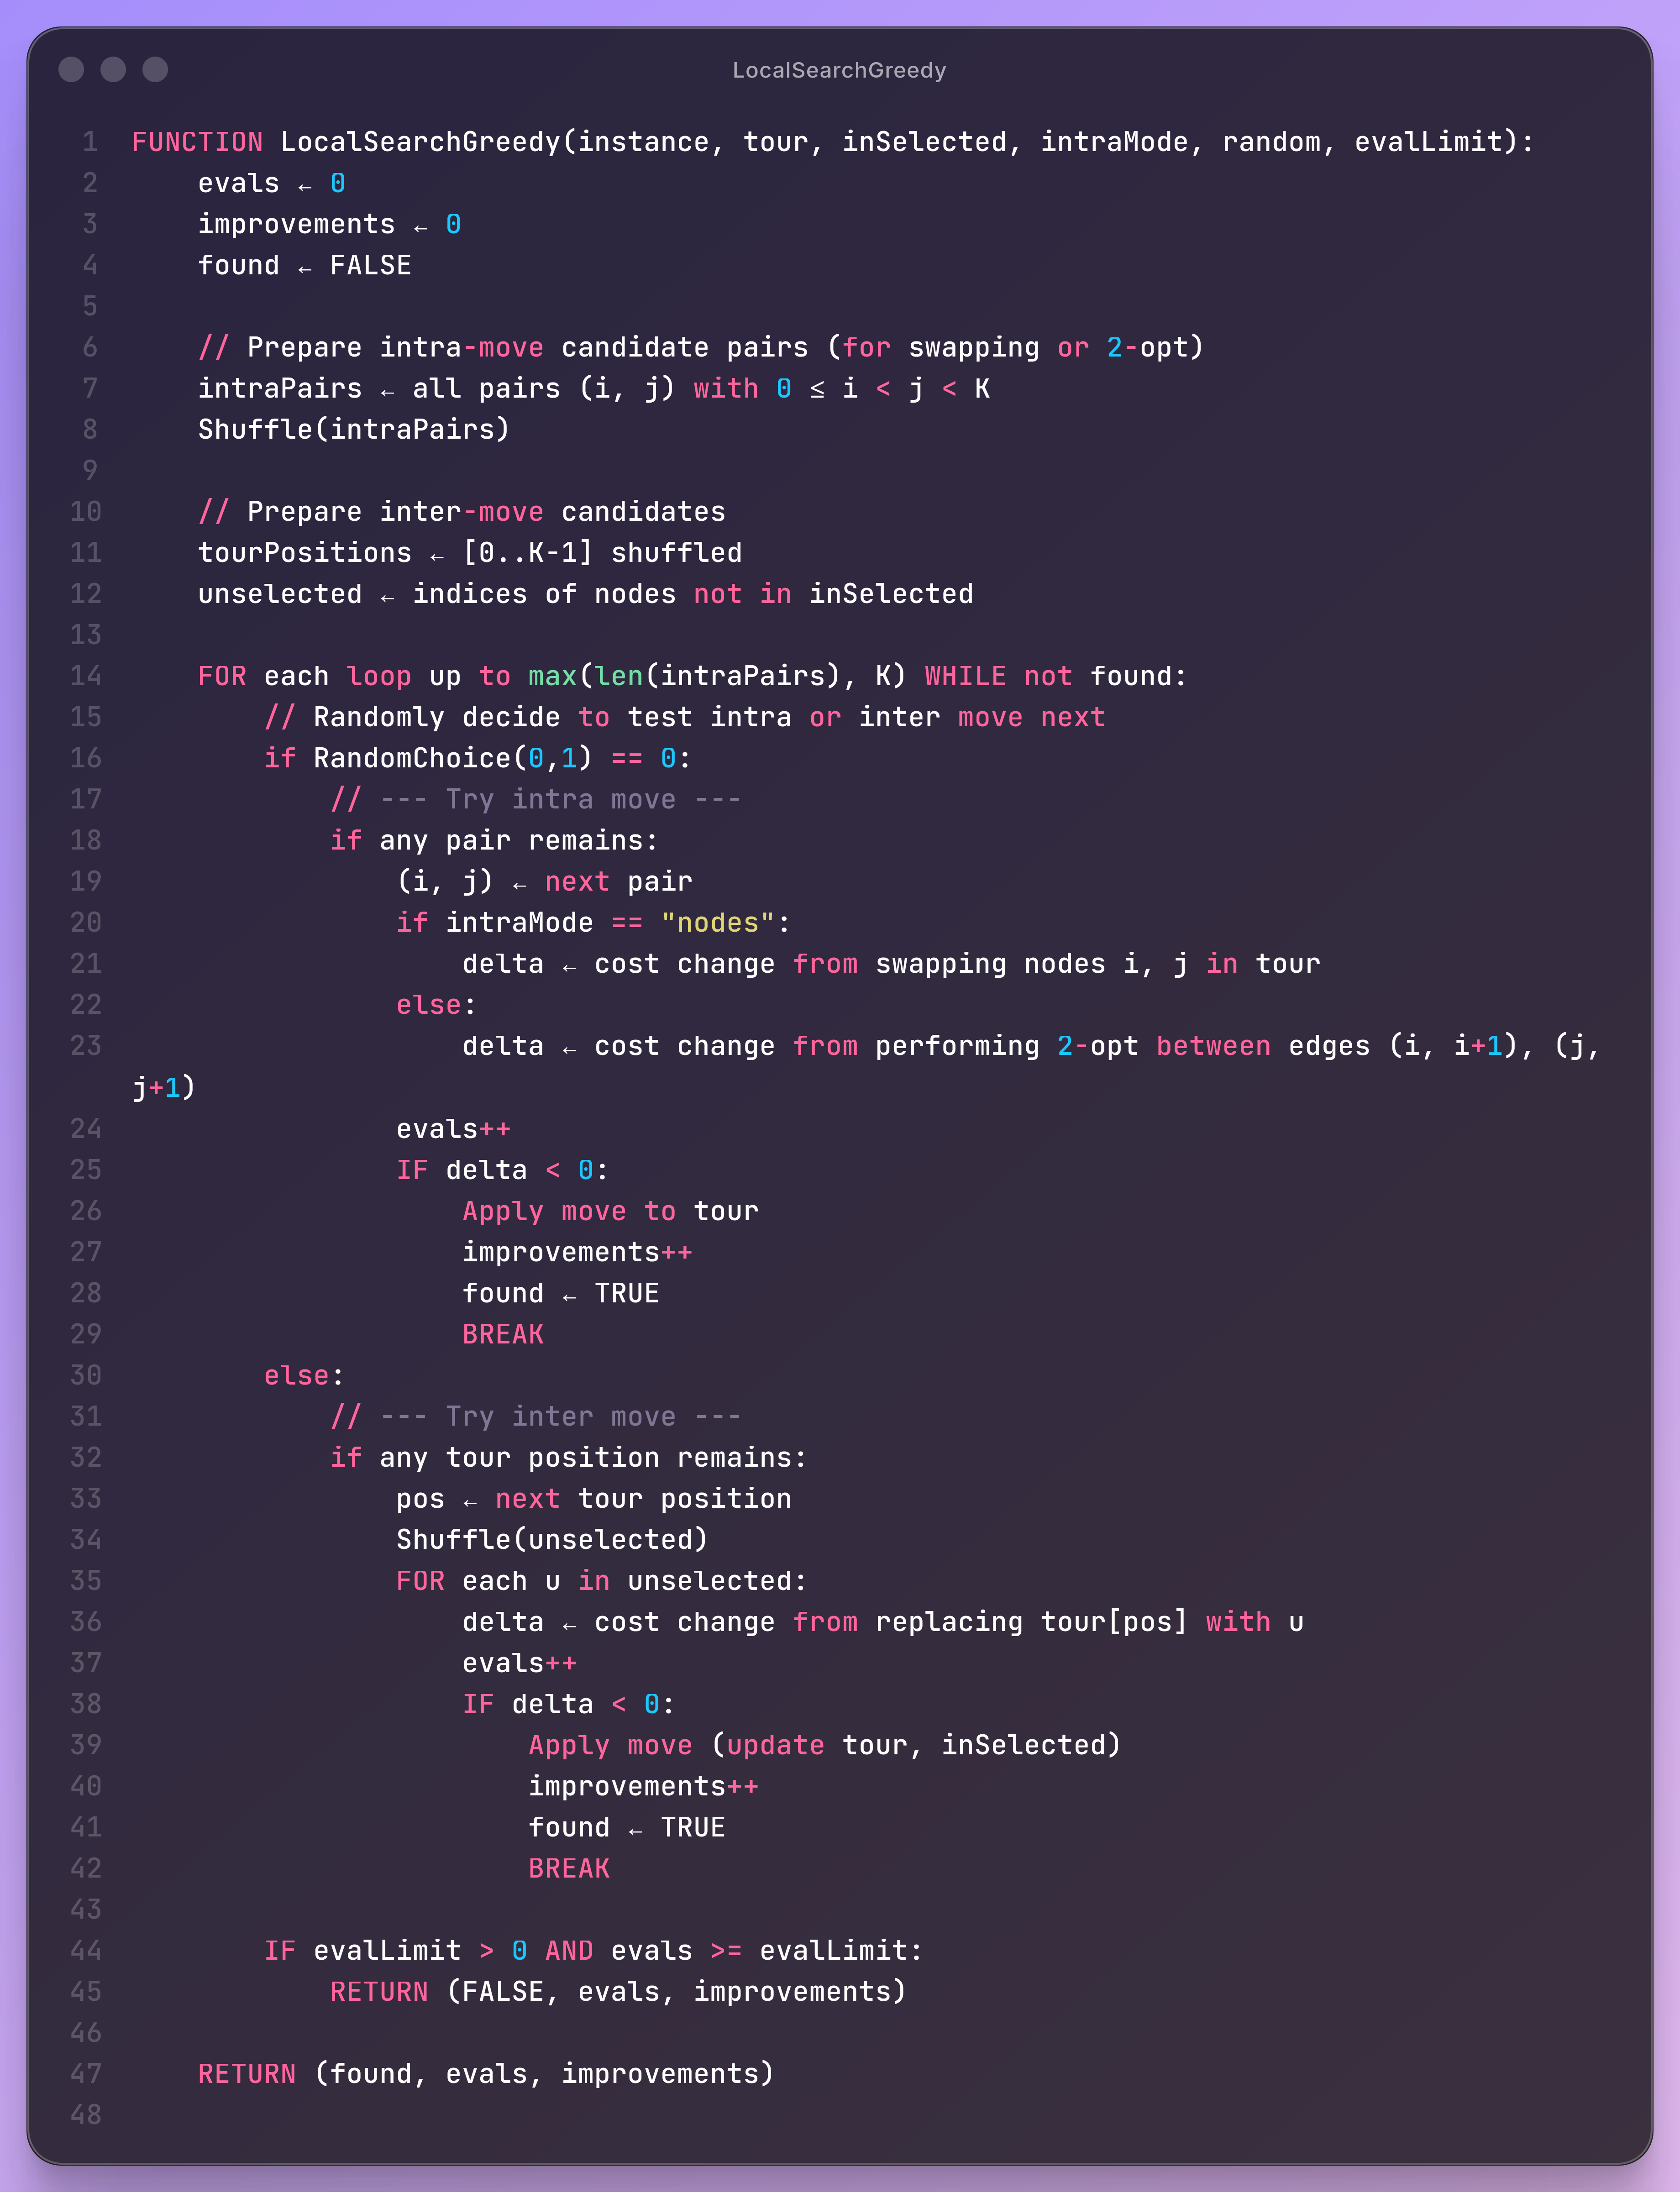 LocalSearchGreedy
1 FUNCTION LocalSearchGreedy(instance, tour, inSelected, intraMode, random, evalLimit):
2     evals ← 0
3     improvements ← 0
4     found ← FALSE
5
6     // Prepare intra-move candidate pairs (for swapping or 2-opt)
7     intraPairs ← all pairs (i, j) with 0 ≤ i < j < K
8     Shuffle(intraPairs)
9
10     // Prepare inter-move candidates
11     tourPositions ← [0..K-1] shuffled
12     unselected ← indices of nodes not in inSelected
13
14     FOR each loop up to max(len(intraPairs), K) WHILE not found:
15         // Randomly decide to test intra or inter move next
16         if RandomChoice(0,1) == 0:
17             // --- Try intra move ---
18             if any pair remains:
19                 (i, j) ← next pair
20                 if intraMode == "nodes":
21                     delta ← cost change from swapping nodes i, j in tour
22                 else:
23                     delta ← cost change from performing 2-opt between edges (i, i+1), (j,
j+1)
24                 evals++
25                 IF delta < 0:
26                     Apply move to tour
27                     improvements++
28                     found ← TRUE
29                     BREAK
30         else:
31             // --- Try inter move ---
32             if any tour position remains:
33                 pos ← next tour position
34                 Shuffle(unselected)
35                 FOR each u in unselected:
36                     delta ← cost change from replacing tour[pos] with u
37                     evals++
38                     IF delta < 0:
39                         Apply move (update tour, inSelected)
40                         improvements++
41                         found ← TRUE
42                         BREAK
43
44         IF evalLimit > 0 AND evals >= evalLimit:
45             RETURN (FALSE, evals, improvements)
46
47     RETURN (found, evals, improvements)
48